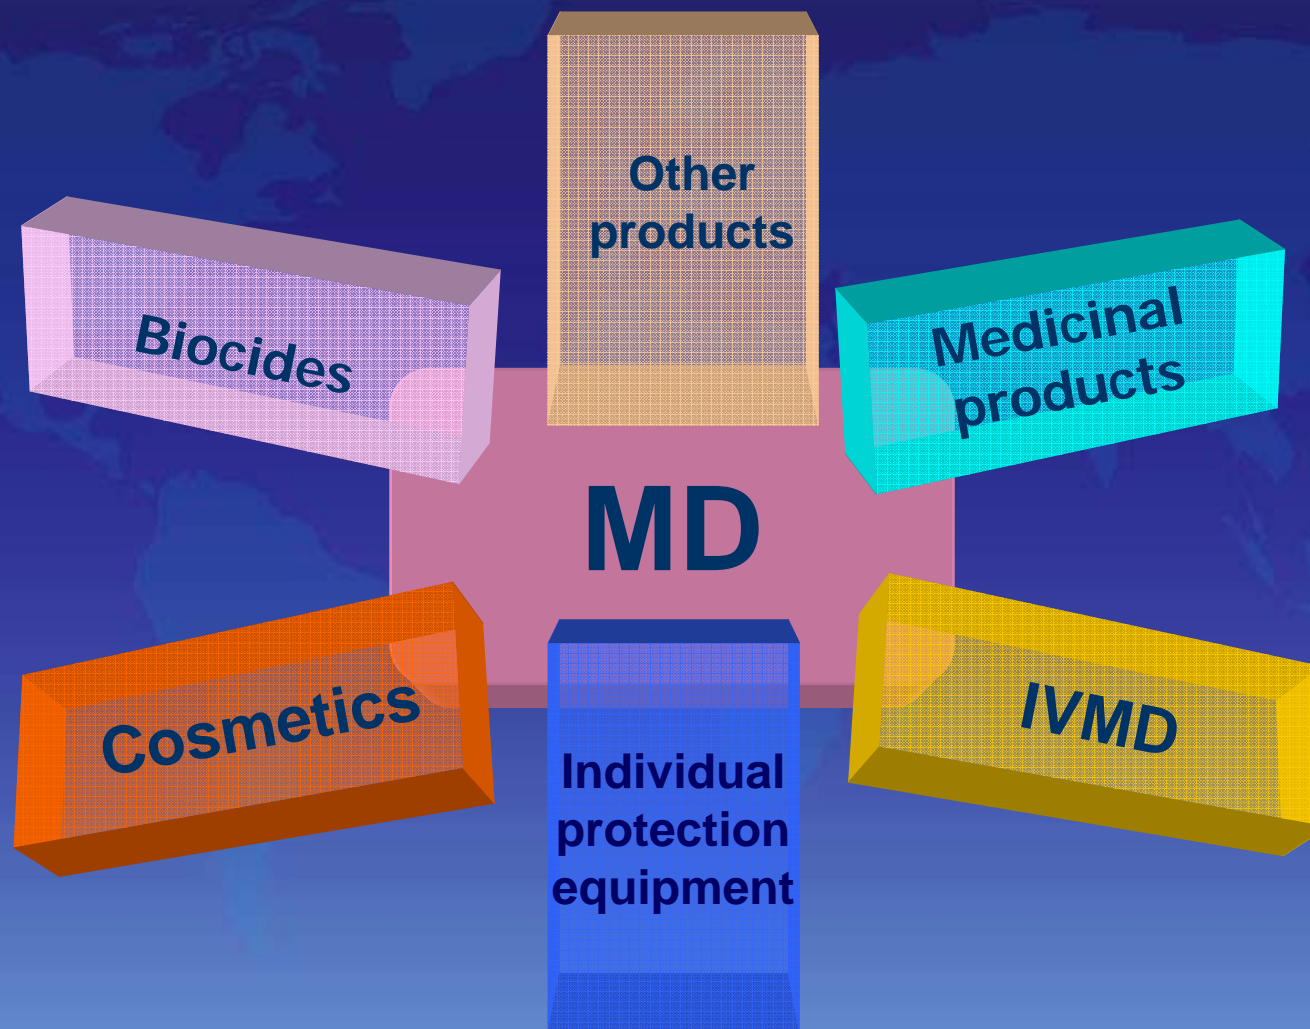 Other
products
Biocides
Medicinal
products
MD
Cosmetics
IVMD
Individual
protection
equipment